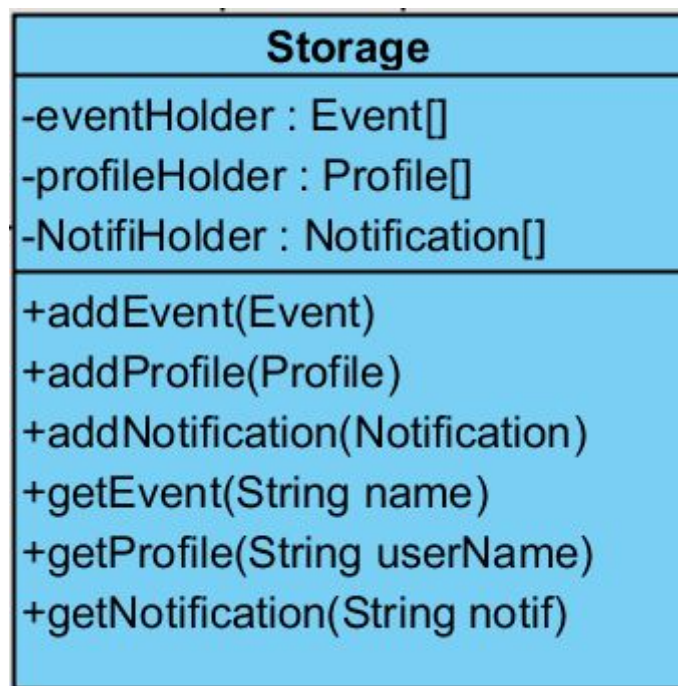 Storage
-eventHolder : Event[]
-profileHolder : Profile[]
-NotifiHolder : Notification[]
+addEvent(Event)
+addProfile(Profile)
+addNotification(Notification)
+getEvent(String name)
+getProfile(String userName)
+getNotification(String notif)